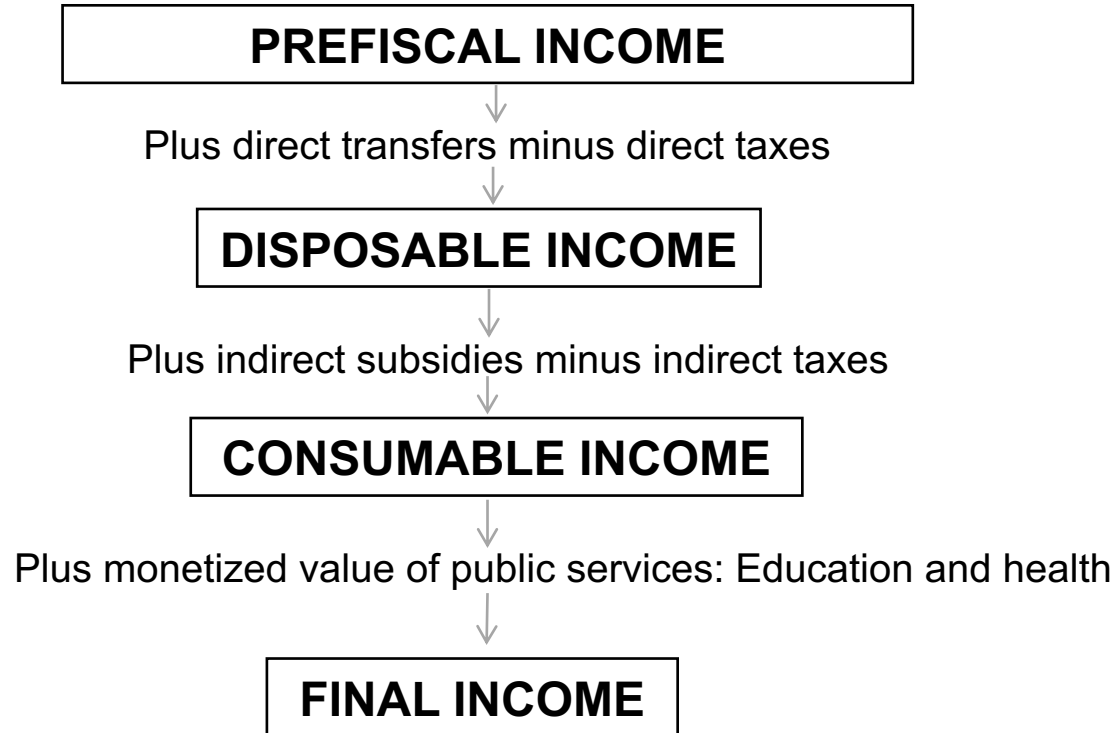 PREFISCAL INCOME
Plus direct transfers minus direct taxes
DISPOSABLE INCOME
Plus indirect subsidies minus indirect taxes
CONSUMABLE INCOME
Plus monetized value of public services: Education and health
FINAL INCOME